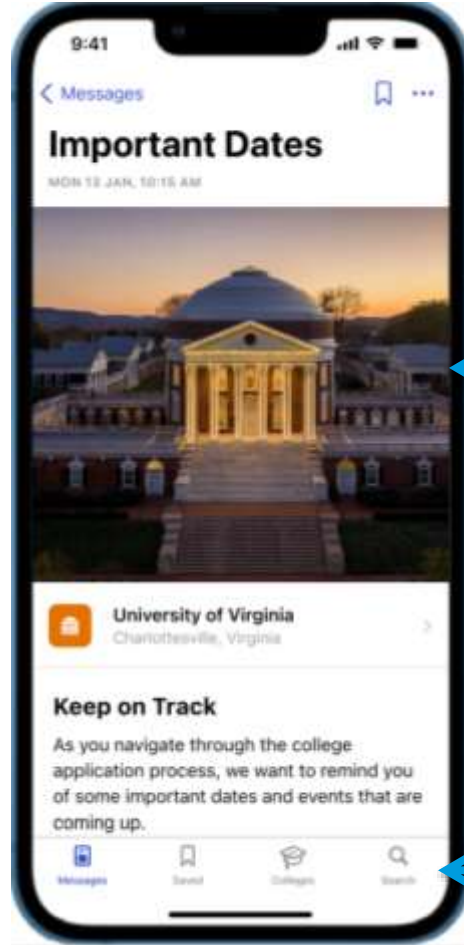 9:41
Messages
Important Dates
MON 13 JAN, 10:15 AM
University of Virginia
Charlottesville, Virginia
Keep on Track
As you navigate through the college
application process, we want to remind you
of some important dates and events that are
coming up.
Messages Saved Colleges Search